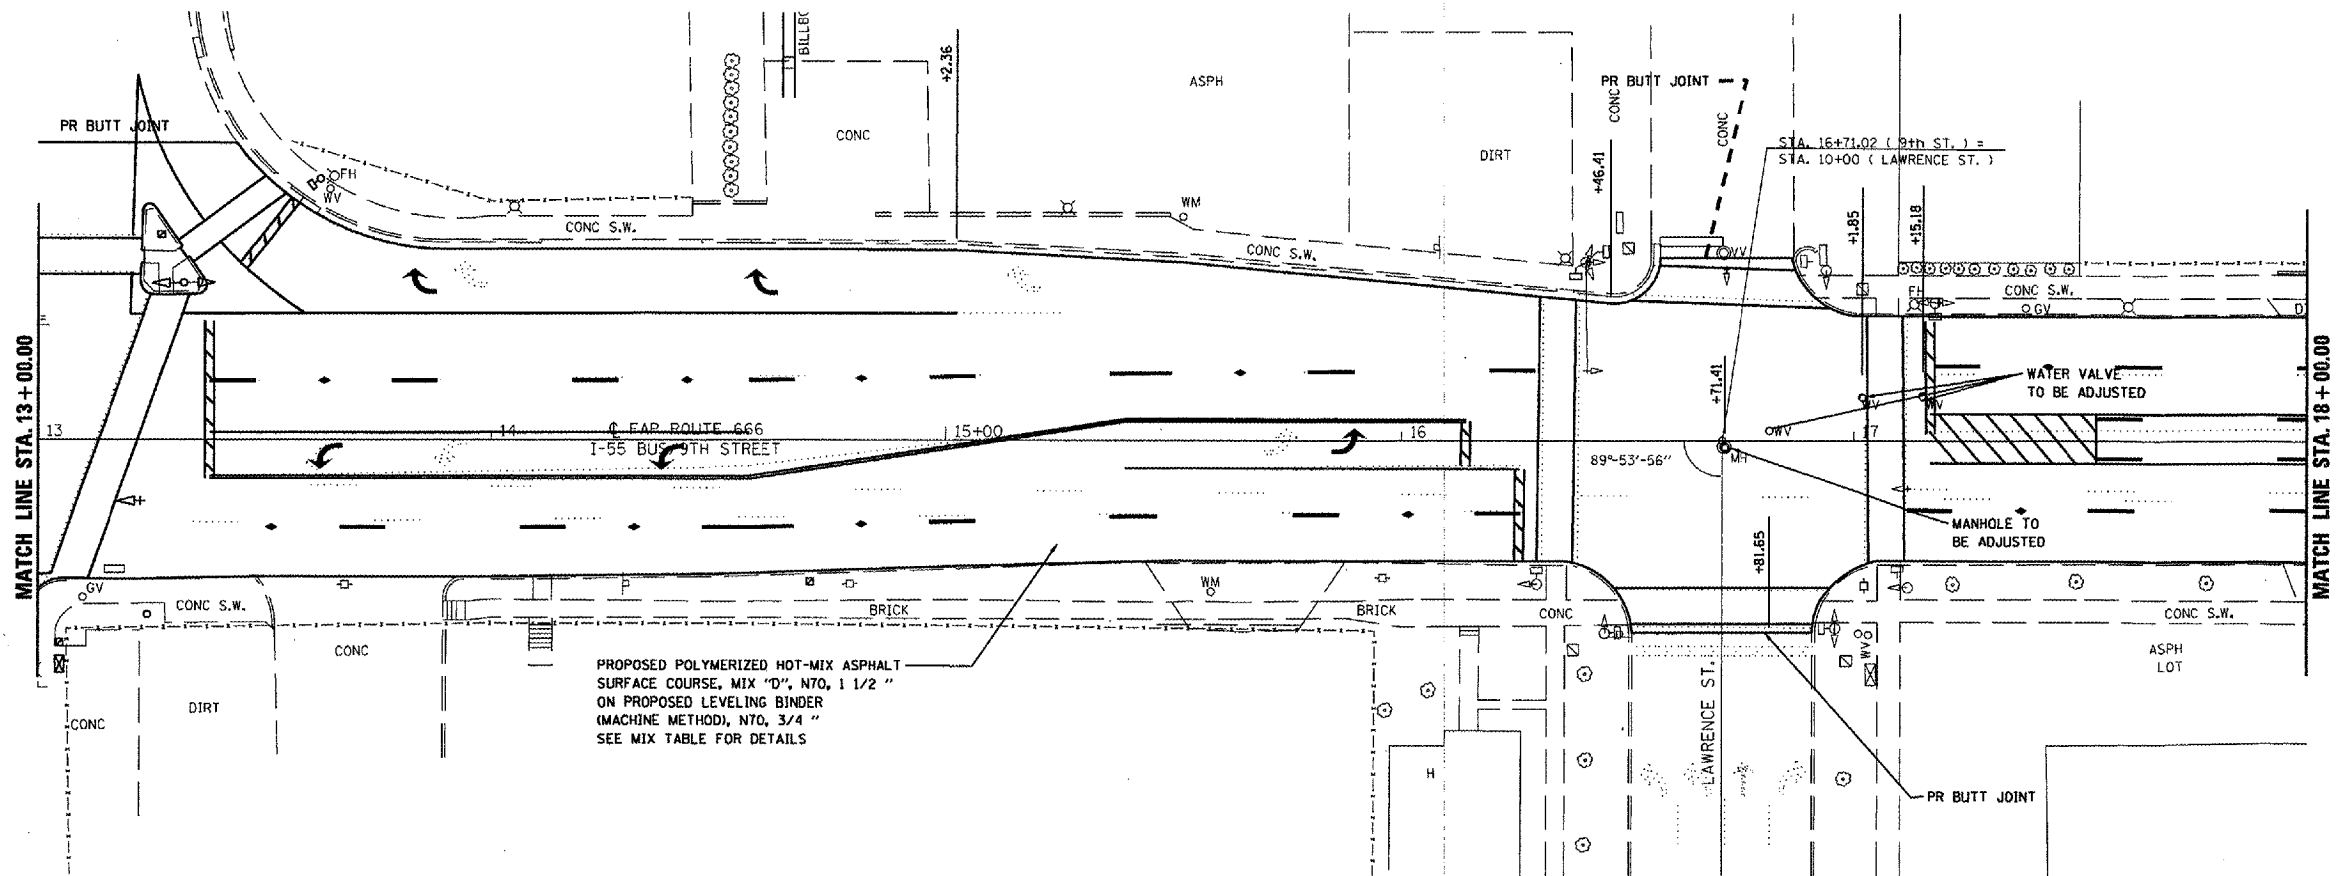 BILLBO
+2.36
ASPH
PR BUTT JOINT
CONC
CONC
PR BUTT JOINT
CONC
DIRT
STA. 16+71.02 ( 9th ST. ) =
STA. 10+00 ( LAWRENCE ST. )
+46.41
FH
WV
WM
CONC S.W.
CONC S.W.
WV
+1.85
+15.18
FH
CONC S.W.
GV
MATCH LINE STA. 13+00.00
MATCH LINE STA. 18+00.00
+71.41
WATER VALVE
TO BE ADJUSTED
WV
WV
13
14
℄ FAP ROUTE 666
I-55 BUS 9TH STREET
15+00
16
WV
17
89°-53'-56"
MH
MANHOLE TO
BE ADJUSTED
+81.65
GV
CONC S.W.
WM
BRICK
BRICK
CONC
CONC S.W.
CONC
WV
ASPH
LOT
PROPOSED POLYMERIZED HOT-MIX ASPHALT
SURFACE COURSE, MIX "D", N70, 1 1/2 "
ON PROPOSED LEVELING BINDER
(MACHINE METHOD), N70, 3/4 "
SEE MIX TABLE FOR DETAILS
DIRT
CONC
LAWRENCE ST.
H
PR BUTT JOINT